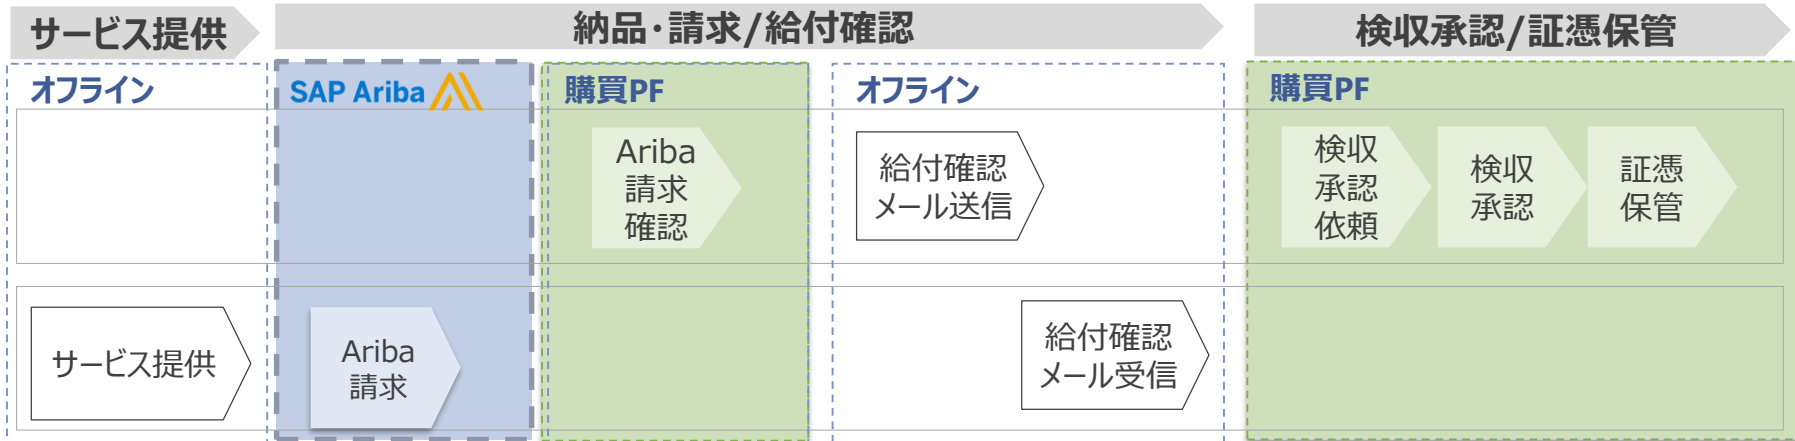 サービス提供
納品・請求/給付確認
検収承認/証憑保管
オフライン
SAP Ariba
購買PF
オフライン
購買PF
Ariba
請求
確認
給付確認
メール送信
検収
承認
依頼
検収
承認
証憑
保管
サービス提供
Ariba
請求
給付確認
メール受信